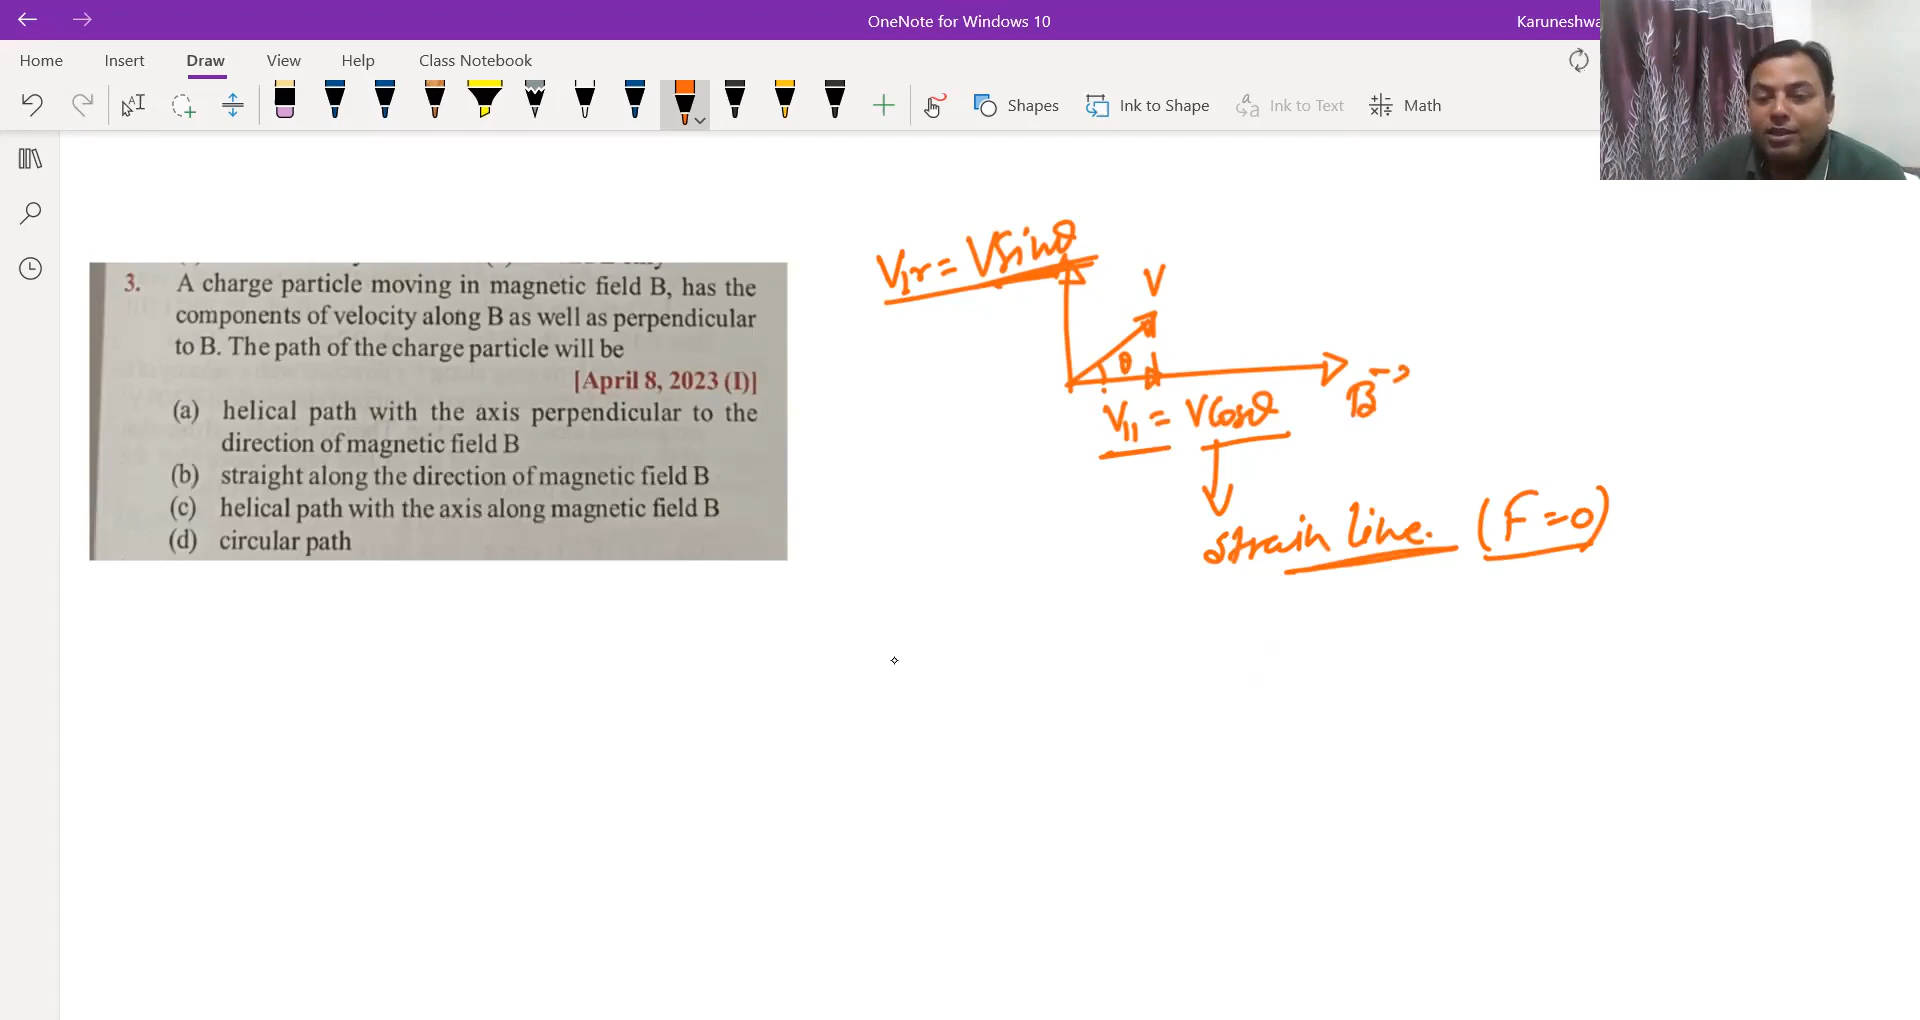 OneNote for Windows 10
Karuneshwa
Home Insert Draw View Help Class Notebook
Shapes Ink to Shape Ink to Text Math
3. A charge particle moving in magnetic field B, has the
components of velocity along B as well as perpendicular
to B. The path of the charge particle will be
[April 8, 2023 (I)]
(a) helical path with the axis perpendicular to the
direction of magnetic field B
(b) straight along the direction of magnetic field B
(c) helical path with the axis along magnetic field B
(d) circular path
V⊥r = V sinθ
V
θ
B→
V|| = V cosθ
strain line. (F=0)